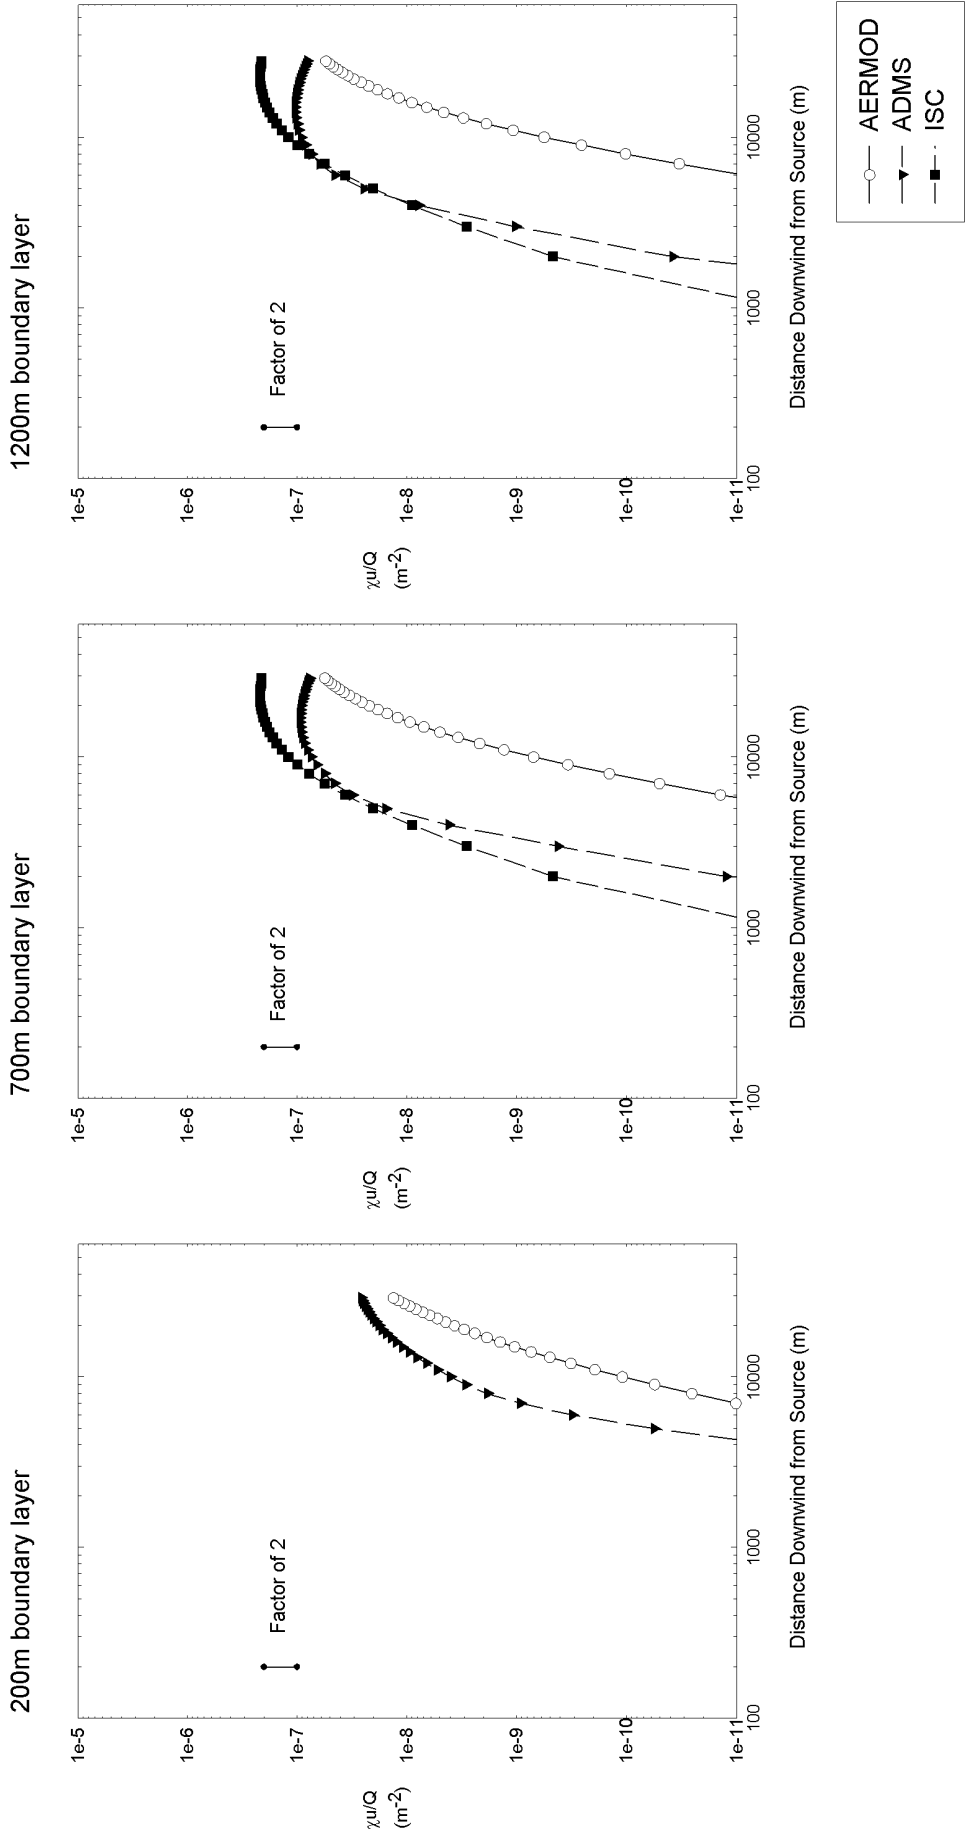 200m boundary layer
1e-5
1e-6
1e-7
1e-8
1e-9
1e-10
1e-11
χu/Q
(m-2)
Factor of 2
100
1000
10000
Distance Downwind from Source (m)
700m boundary layer
1e-5
1e-6
1e-7
1e-8
1e-9
1e-10
1e-11
χu/Q
(m-2)
Factor of 2
100
1000
10000
Distance Downwind from Source (m)
1200m boundary layer
1e-5
1e-6
1e-7
1e-8
1e-9
1e-10
1e-11
χu/Q
(m-2)
Factor of 2
100
1000
10000
Distance Downwind from Source (m)
AERMOD
ADMS
ISC